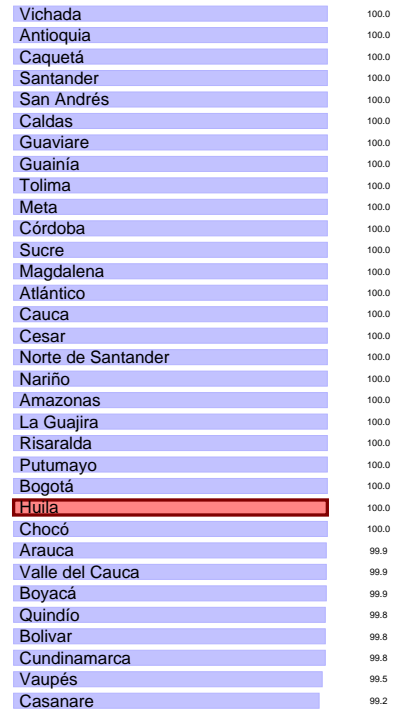 Vichada 100.0
Antioquia 100.0
Caquetá 100.0
Santander 100.0
San Andrés 100.0
Caldas 100.0
Guaviare 100.0
Guainía 100.0
Tolima 100.0
Meta 100.0
Córdoba 100.0
Sucre 100.0
Magdalena 100.0
Atlántico 100.0
Cauca 100.0
Cesar 100.0
Norte de Santander 100.0
Nariño 100.0
Amazonas 100.0
La Guajira 100.0
Risaralda 100.0
Putumayo 100.0
Bogotá 100.0
Huila 100.0
Chocó 100.0
Arauca 99.9
Valle del Cauca 99.9
Boyacá 99.9
Quindío 99.8
Bolivar 99.8
Cundinamarca 99.8
Vaupés 99.5
Casanare 99.2